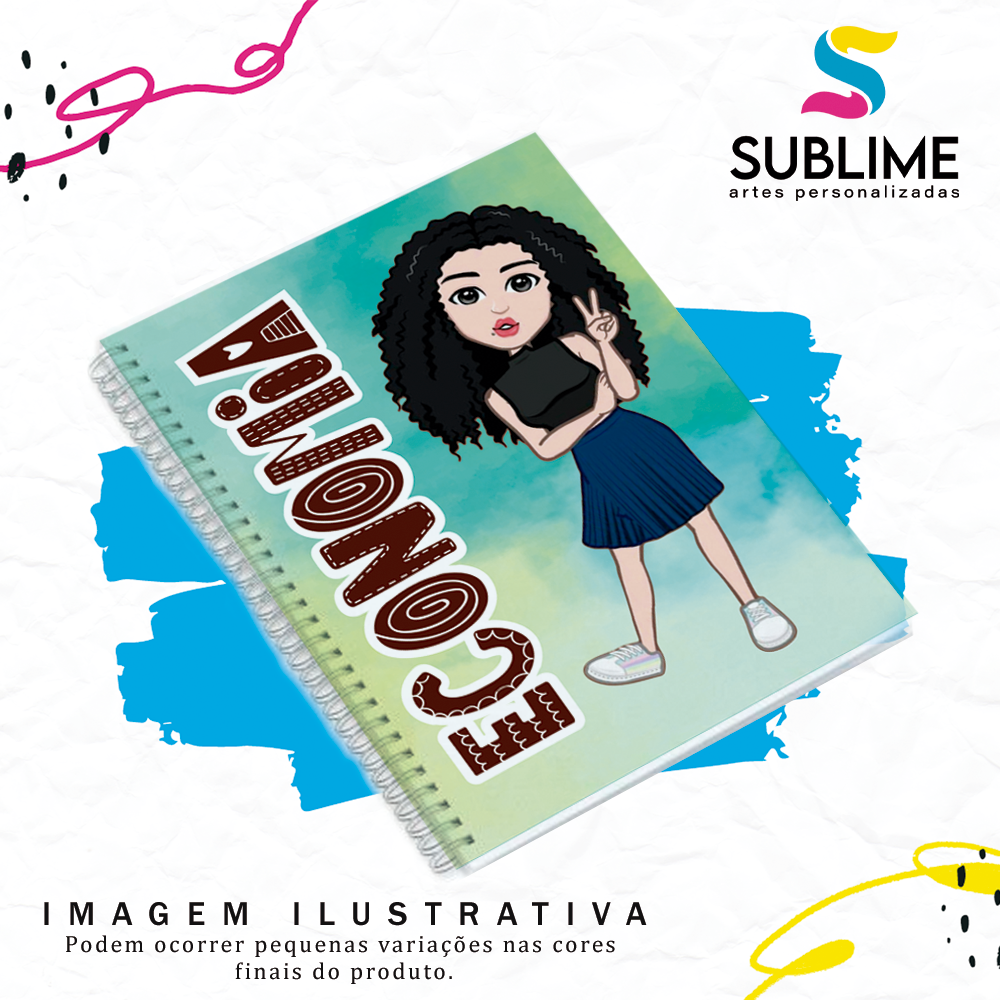 SUBLIME
artes personalizadas
ECONOMIA
IMAGEM ILUSTRATIVA
Podem ocorrer pequenas variações nas cores
finais do produto.